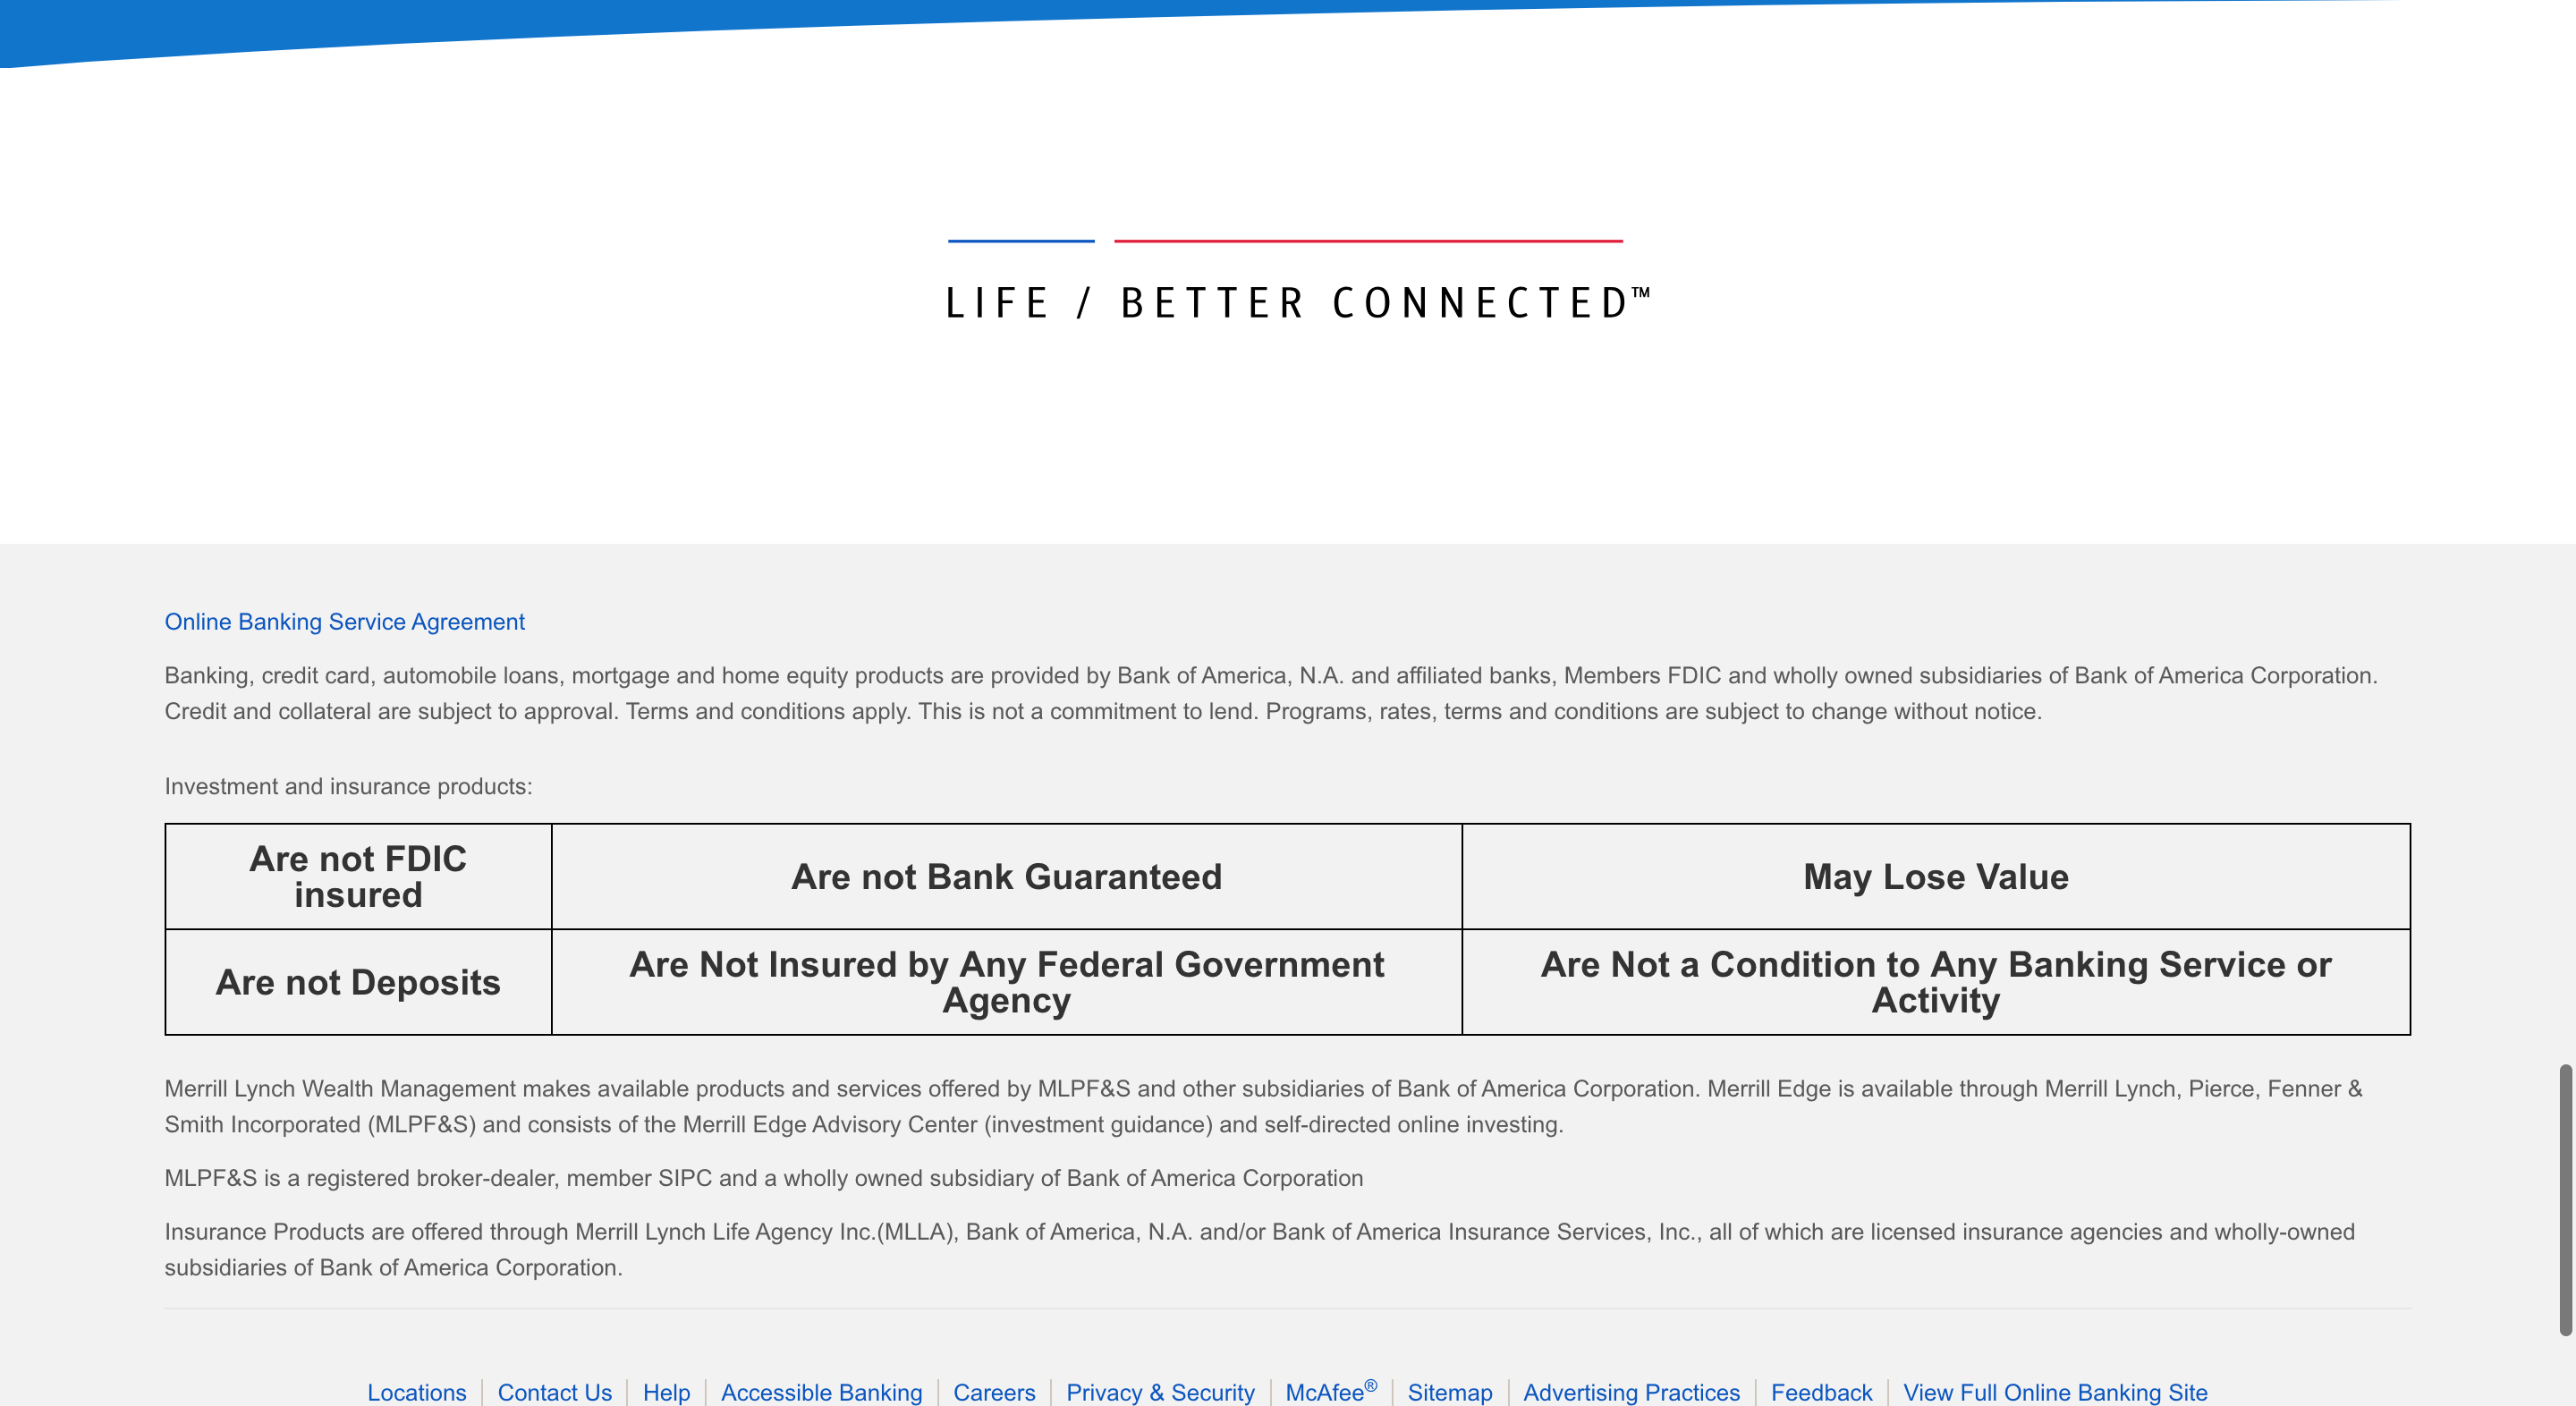 LIFE / BETTER CONNECTED™
Online Banking Service Agreement
Banking, credit card, automobile loans, mortgage and home equity products are provided by Bank of America, N.A. and affiliated banks, Members FDIC and wholly owned subsidiaries of Bank of America Corporation.
Credit and collateral are subject to approval. Terms and conditions apply. This is not a commitment to lend. Programs, rates, terms and conditions are subject to change without notice.
Investment and insurance products:
Are not FDIC
insured
Are not Bank Guaranteed
May Lose Value
Are not Deposits
Are Not Insured by Any Federal Government
Agency
Are Not a Condition to Any Banking Service or
Activity
Merrill Lynch Wealth Management makes available products and services offered by MLPF&S and other subsidiaries of Bank of America Corporation. Merrill Edge is available through Merrill Lynch, Pierce, Fenner &
Smith Incorporated (MLPF&S) and consists of the Merrill Edge Advisory Center (investment guidance) and self-directed online investing.
MLPF&S is a registered broker-dealer, member SIPC and a wholly owned subsidiary of Bank of America Corporation
Insurance Products are offered through Merrill Lynch Life Agency Inc.(MLLA), Bank of America, N.A. and/or Bank of America Insurance Services, Inc., all of which are licensed insurance agencies and wholly-owned
subsidiaries of Bank of America Corporation.
Locations | Contact Us | Help | Accessible Banking | Careers | Privacy & Security | McAfee® | Sitemap | Advertising Practices | Feedback | View Full Online Banking Site